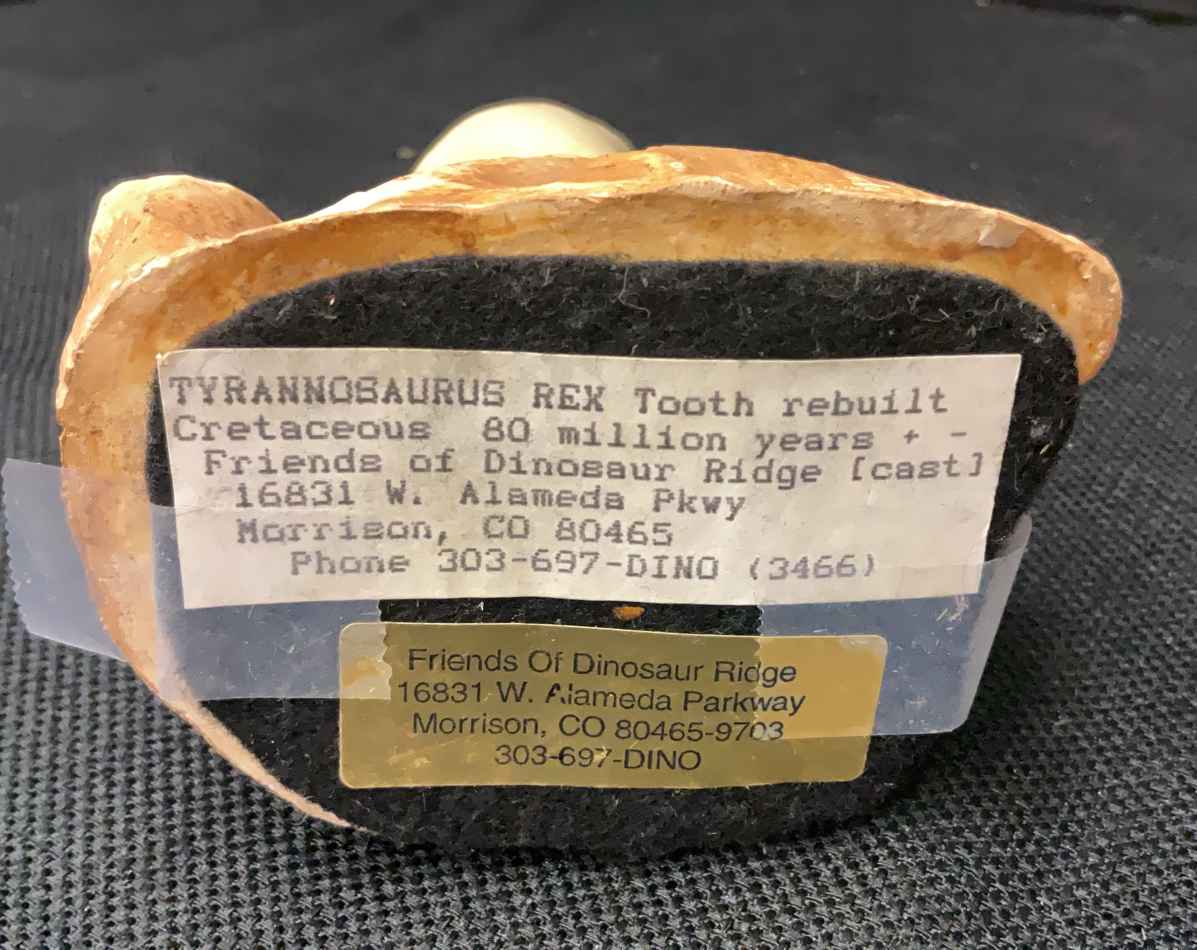 TYRANNOSAURUS REX Tooth rebuilt
Cretaceous 80 million years + -
Friends of Dinosaur Ridge [cast]
16831 W. Alameda Pkwy
Morrison, CO 80465
Phone 303-697-DINO (3466)
Friends Of Dinosaur Ridge
16831 W. Alameda Parkway
Morrison, CO 80465-9703
303-697-DINO